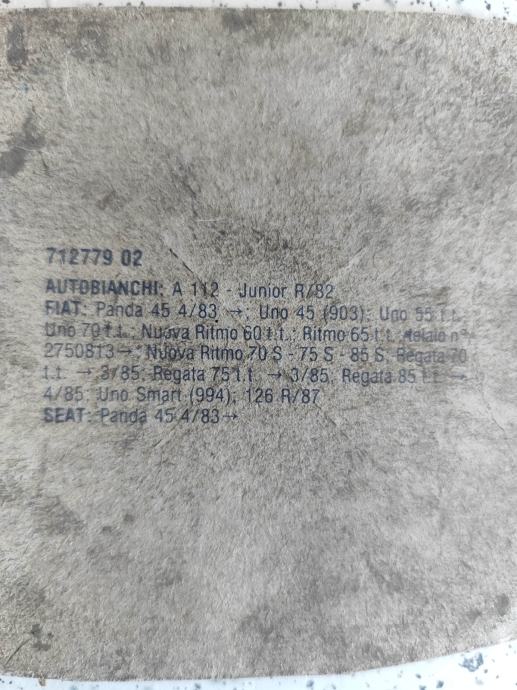 712779 02
AUTOBIANCHI: A 112 - Junior R/82
FIAT: Panda 45 4/83 →; Uno 45 (903); Uno 55 t.t.;
Uno 70 t.t.; Nuova Ritmo 60 t.t.; Ritmo 65 t.t. telaio n°
2750813→; Nuova Ritmo 70 S - 75 S - 85 S; Regata 70
t.t. → 3/85; Regata 75 t.t. → 3/85; Regata 85 t.t. →
4/85; Uno Smart (994); 126 R/87
SEAT: Panda 45 4/83→